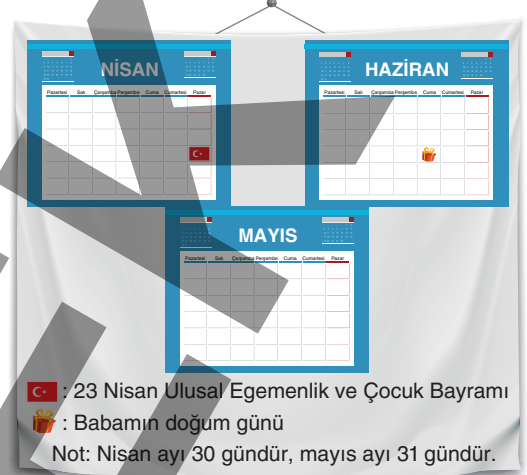 NİSAN
Pazartesi Salı Çarşamba Perşembe Cuma Cumartesi Pazar
HAZİRAN
Pazartesi Salı Çarşamba Perşembe Cuma Cumartesi Pazar
MAYIS
Pazartesi Salı Çarşamba Perşembe Cuma Cumartesi Pazar
: 23 Nisan Ulusal Egemenlik ve Çocuk Bayramı
: Babamın doğum günü
Not: Nisan ayı 30 gündür, mayıs ayı 31 gündür.